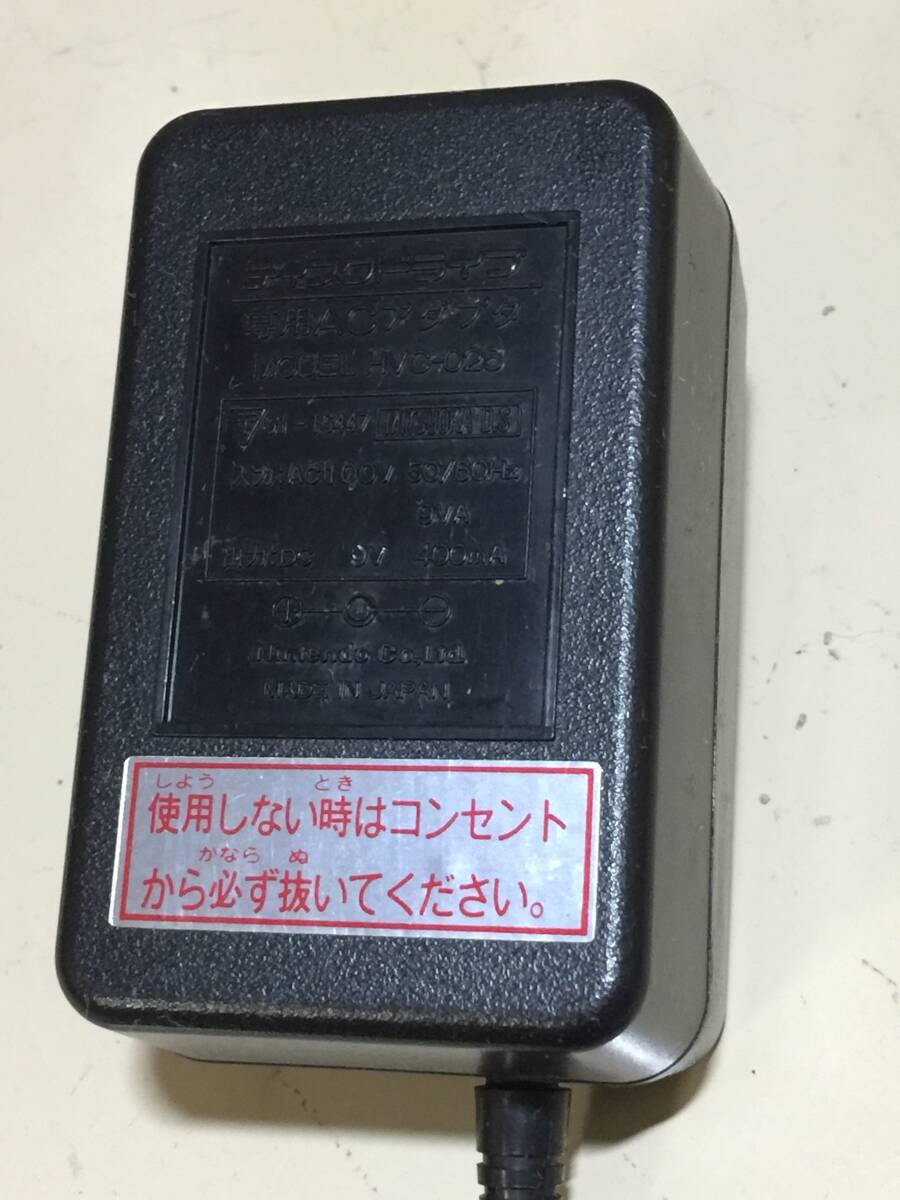 ディスクドライブ
専用ACアダプタ
MODEL HVC-025
入力:AC100V 50/60Hz
9VA
出力:DC 9V 400mA
Nintendo Co.,Ltd.
MADE IN JAPAN
しよう とき
使用しない時はコンセント
かなら ぬ
から必ず抜いてください。